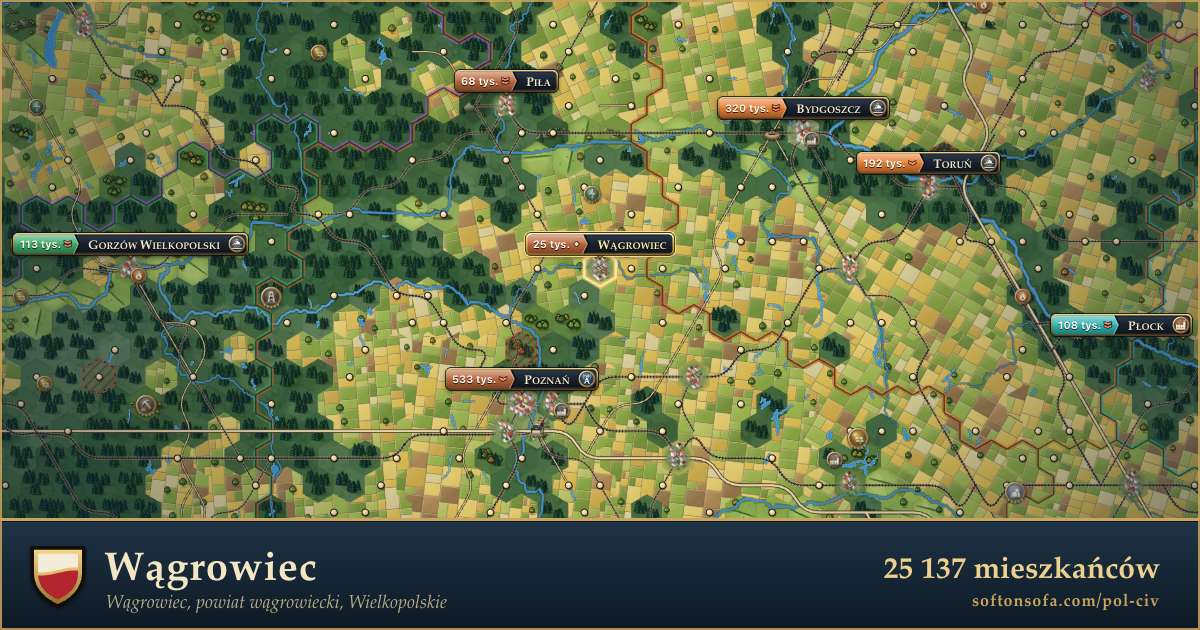 68 tys. PIŁA
320 tys. BYDGOSZCZ
192 tys. TORUŃ
113 tys. GORZÓW WIELKOPOLSKI
25 tys. WĄGROWIEC
108 tys. PŁOCK
533 tys. POZNAŃ
Wągrowiec
25 137 mieszkańców
Wągrowiec, powiat wągrowiecki, Wielkopolskie
softonsofa.com/pol-civ